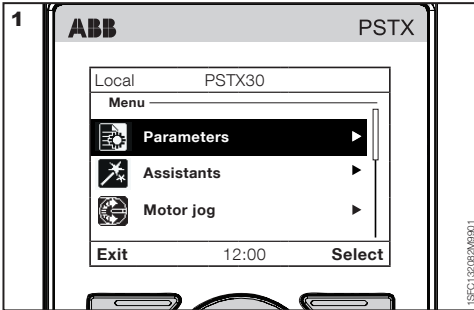 1
ABB PSTX
Local PSTX30
Menu
Parameters
Assistants
Motor jog
Exit 12:00 Select
1SFC132082M9901